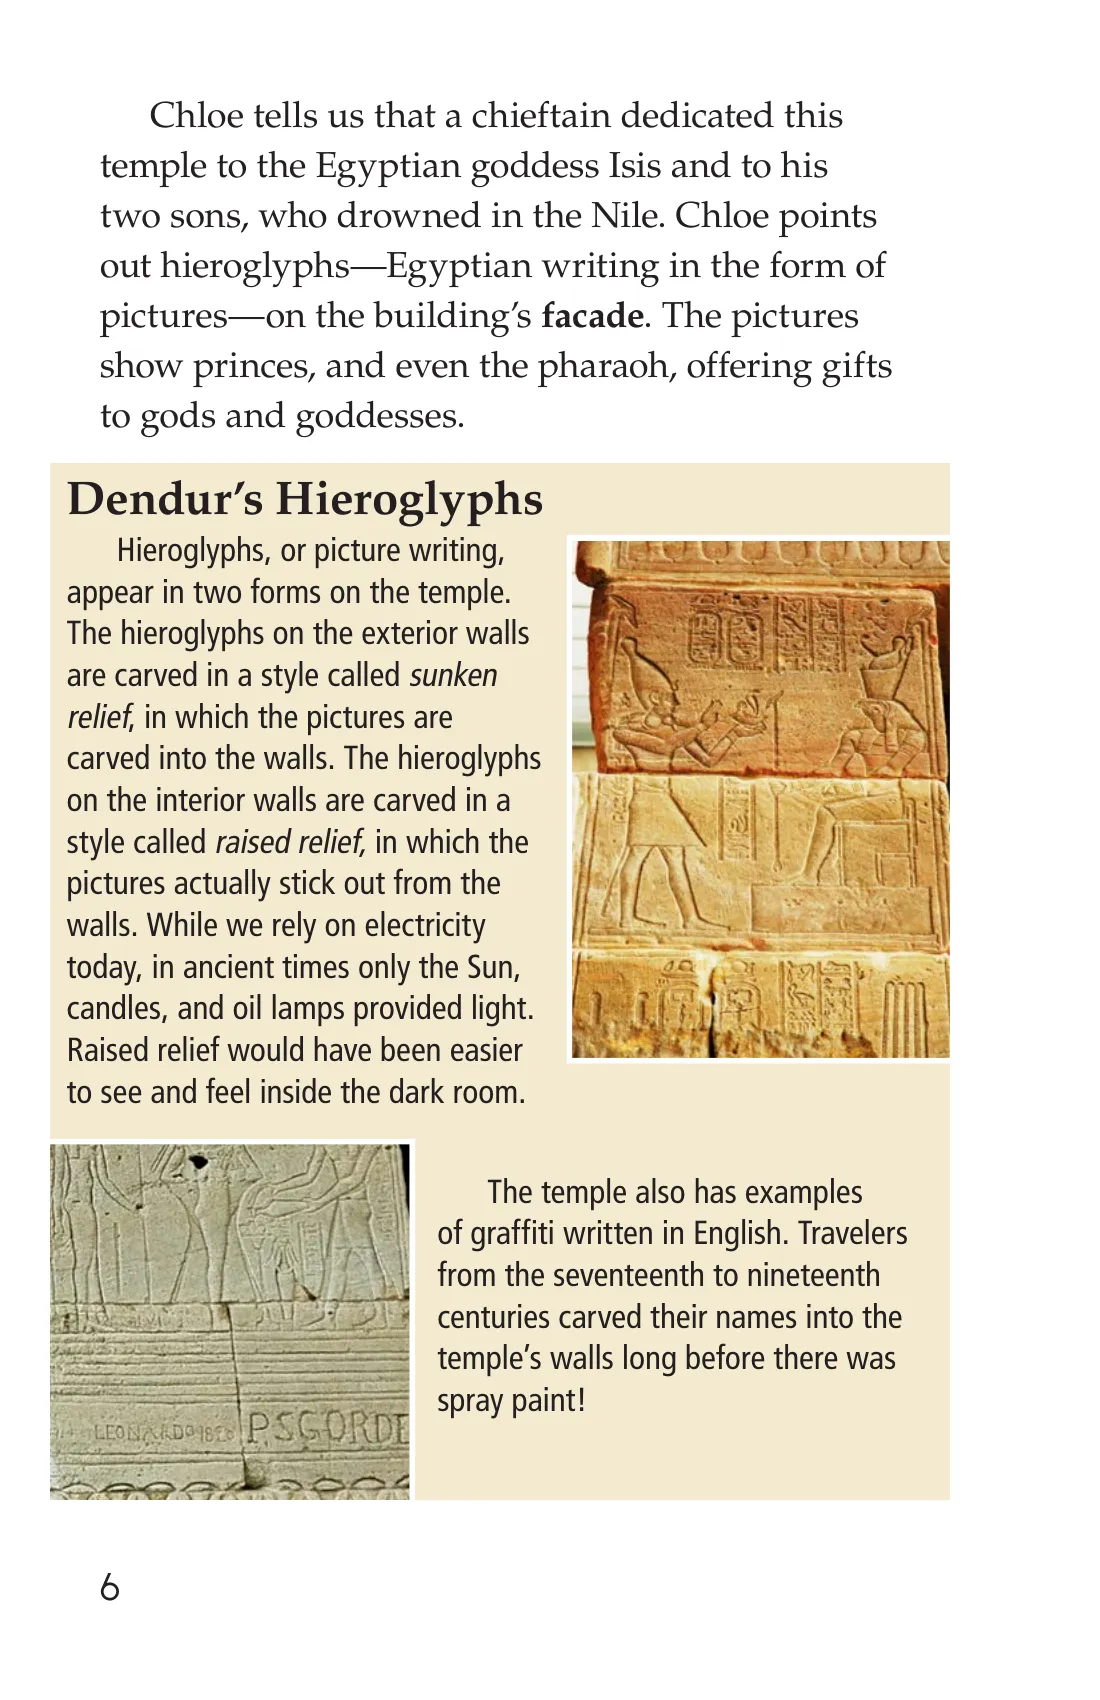 Chloe tells us that a chieftain dedicated this
temple to the Egyptian goddess Isis and to his
two sons, who drowned in the Nile. Chloe points
out hieroglyphs—Egyptian writing in the form of
pictures—on the building’s facade. The pictures
show princes, and even the pharaoh, offering gifts
to gods and goddesses.
Dendur’s Hieroglyphs
Hieroglyphs, or picture writing,
appear in two forms on the temple.
The hieroglyphs on the exterior walls
are carved in a style called sunken
relief, in which the pictures are
carved into the walls. The hieroglyphs
on the interior walls are carved in a
style called raised relief, in which the
pictures actually stick out from the
walls. While we rely on electricity
today, in ancient times only the Sun,
candles, and oil lamps provided light.
Raised relief would have been easier
to see and feel inside the dark room.
The temple also has examples
of graffiti written in English. Travelers
from the seventeenth to nineteenth
centuries carved their names into the
temple’s walls long before there was
spray paint!
LEONARDO
P.S GORDE
6